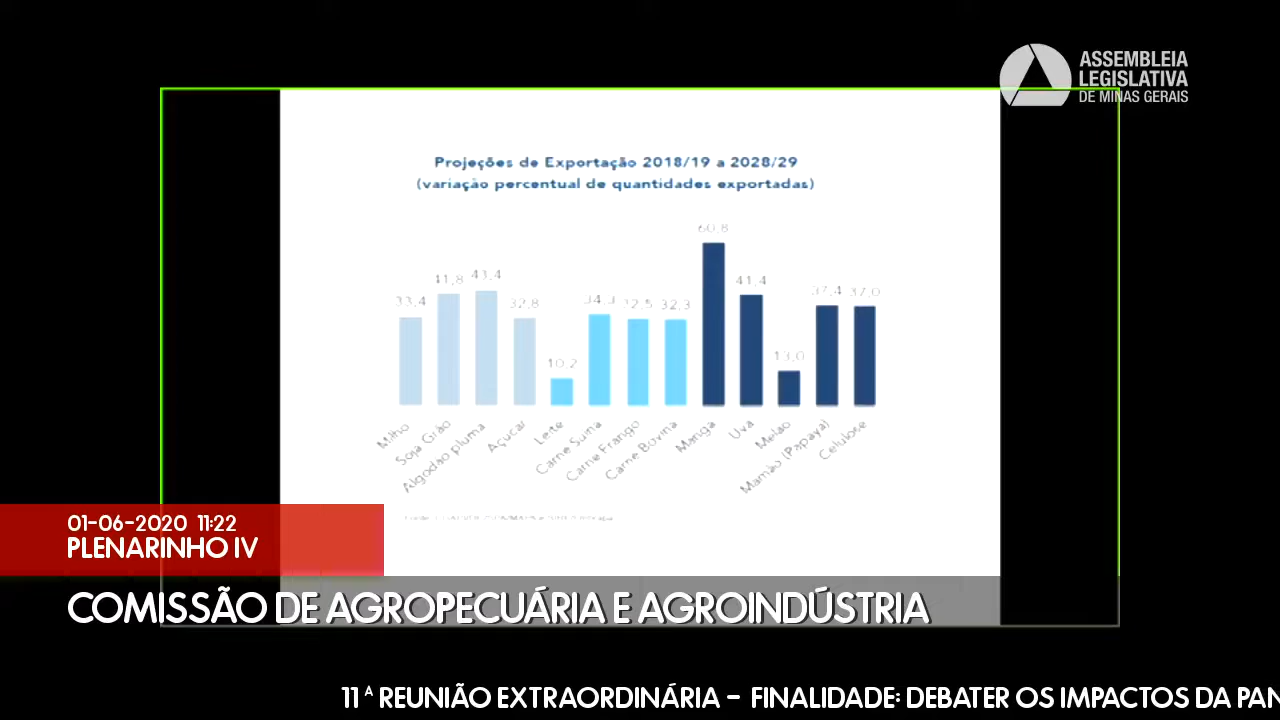 ASSEMBLEIA
LEGISLATIVA
DE MINAS GERAIS
Projeções de Exportação 2018/19 a 2028/29
(variação percentual de quantidades exportadas)
33,4
41,8
43,4
32,8
10,2
34,3
32,5
32,3
60,8
41,4
13,0
37,4
37,0
Milho
Soja Grão
Algodão pluma
Açúcar
Leite
Carne Suína
Carne Frango
Carne Bovina
Manga
Uva
Melão
Mamão (Papaya)
Celulose
01-06-2020 11:22
PLENARINHO IV
COMISSÃO DE AGROPECUÁRIA E AGROINDÚSTRIA
11ª REUNIÃO EXTRAORDINÁRIA - FINALIDADE: DEBATER OS IMPACTOS DA PAN